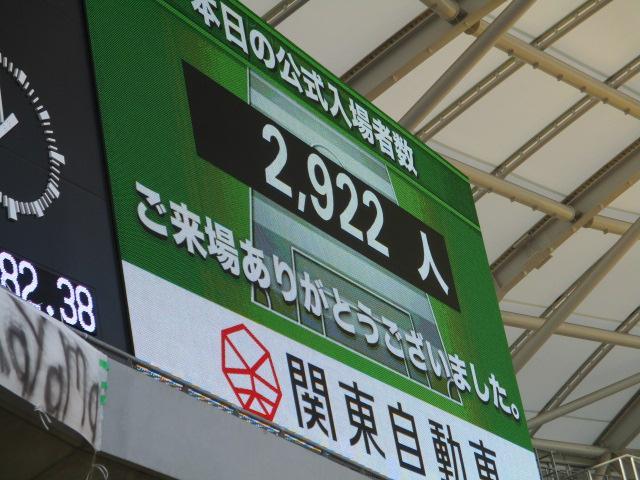 本日の公式入場者数
2,922 人
ご来場ありがとうございました。
関東自動車
82.38